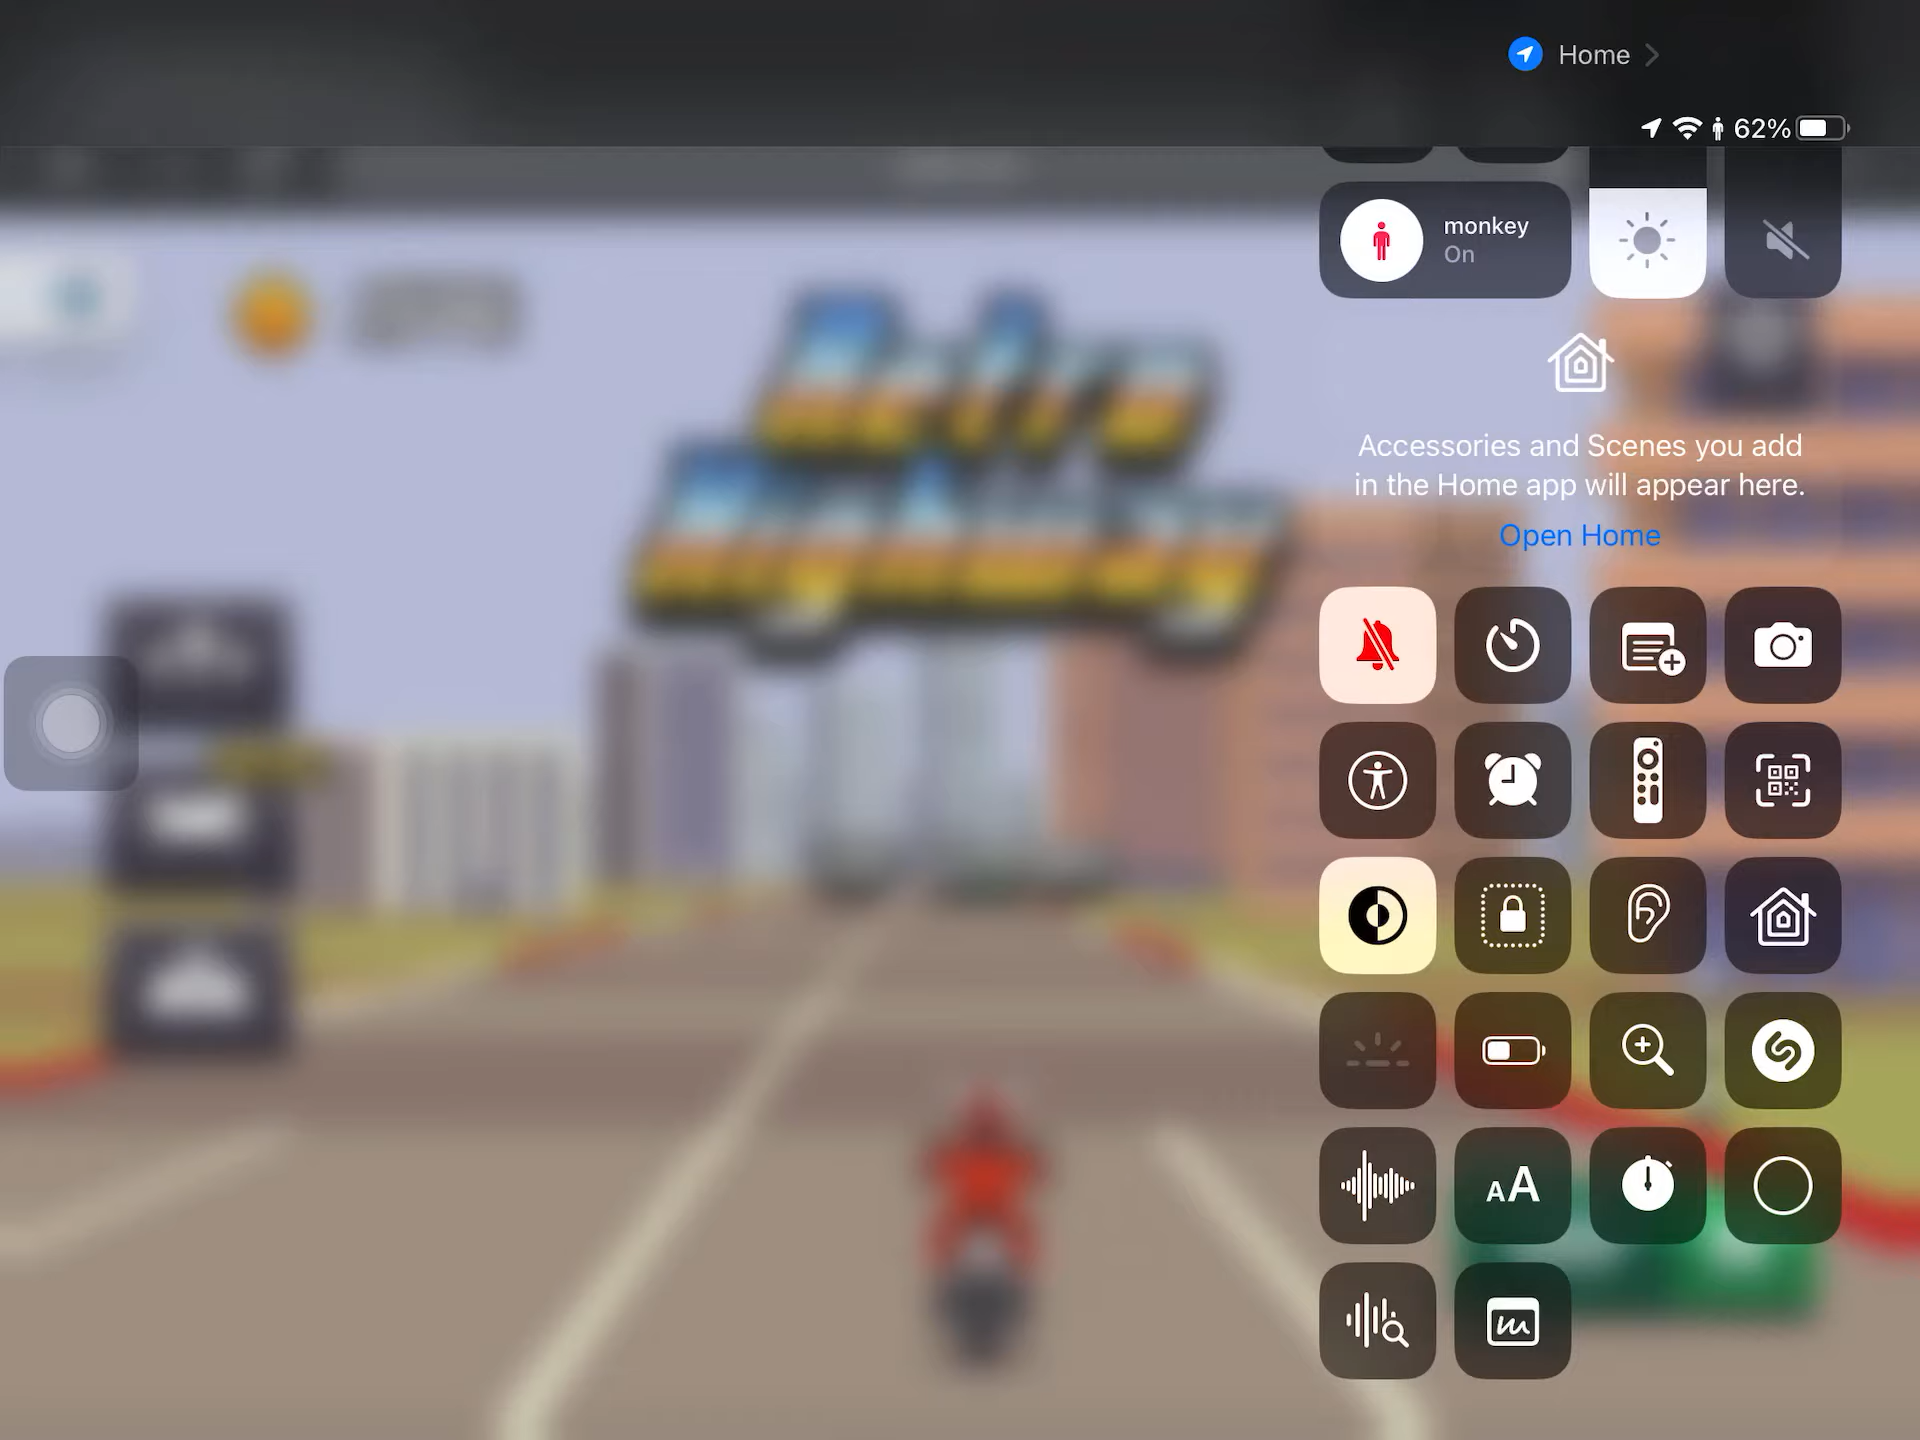 Home
62%
monkey
On
Accessories and Scenes you add
in the Home app will appear here.
Open Home
AA